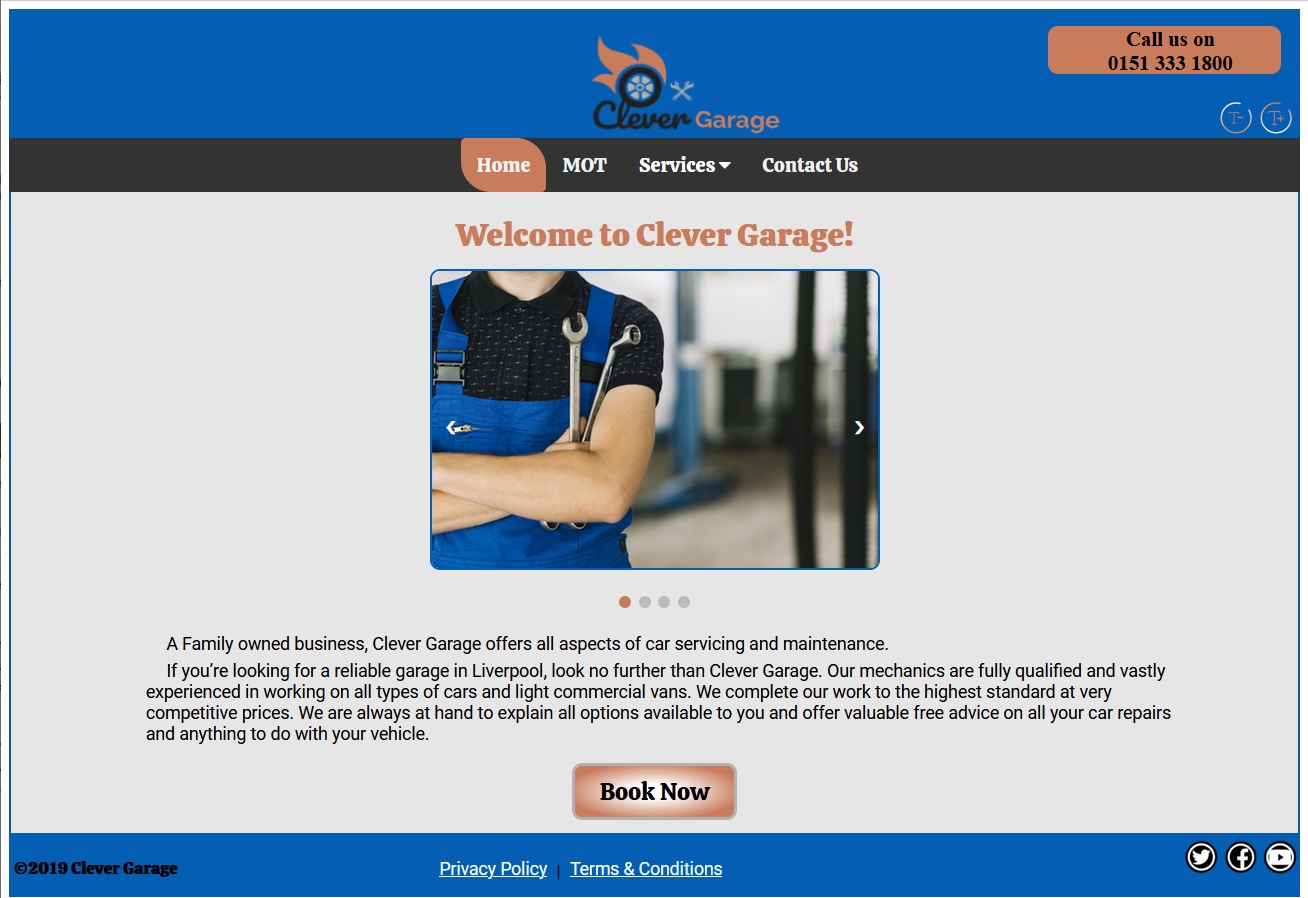 Call us on
0151 333 1800
Clever Garage
T- T+
Home MOT Services Contact Us
Welcome to Clever Garage!
A Family owned business, Clever Garage offers all aspects of car servicing and maintenance.
If you’re looking for a reliable garage in Liverpool, look no further than Clever Garage. Our mechanics are fully qualified and vastly
experienced in working on all types of cars and light commercial vans. We complete our work to the highest standard at very
competitive prices. We are always at hand to explain all options available to you and offer valuable free advice on all your car repairs
and anything to do with your vehicle.
Book Now
©2019 Clever Garage Privacy Policy | Terms & Conditions